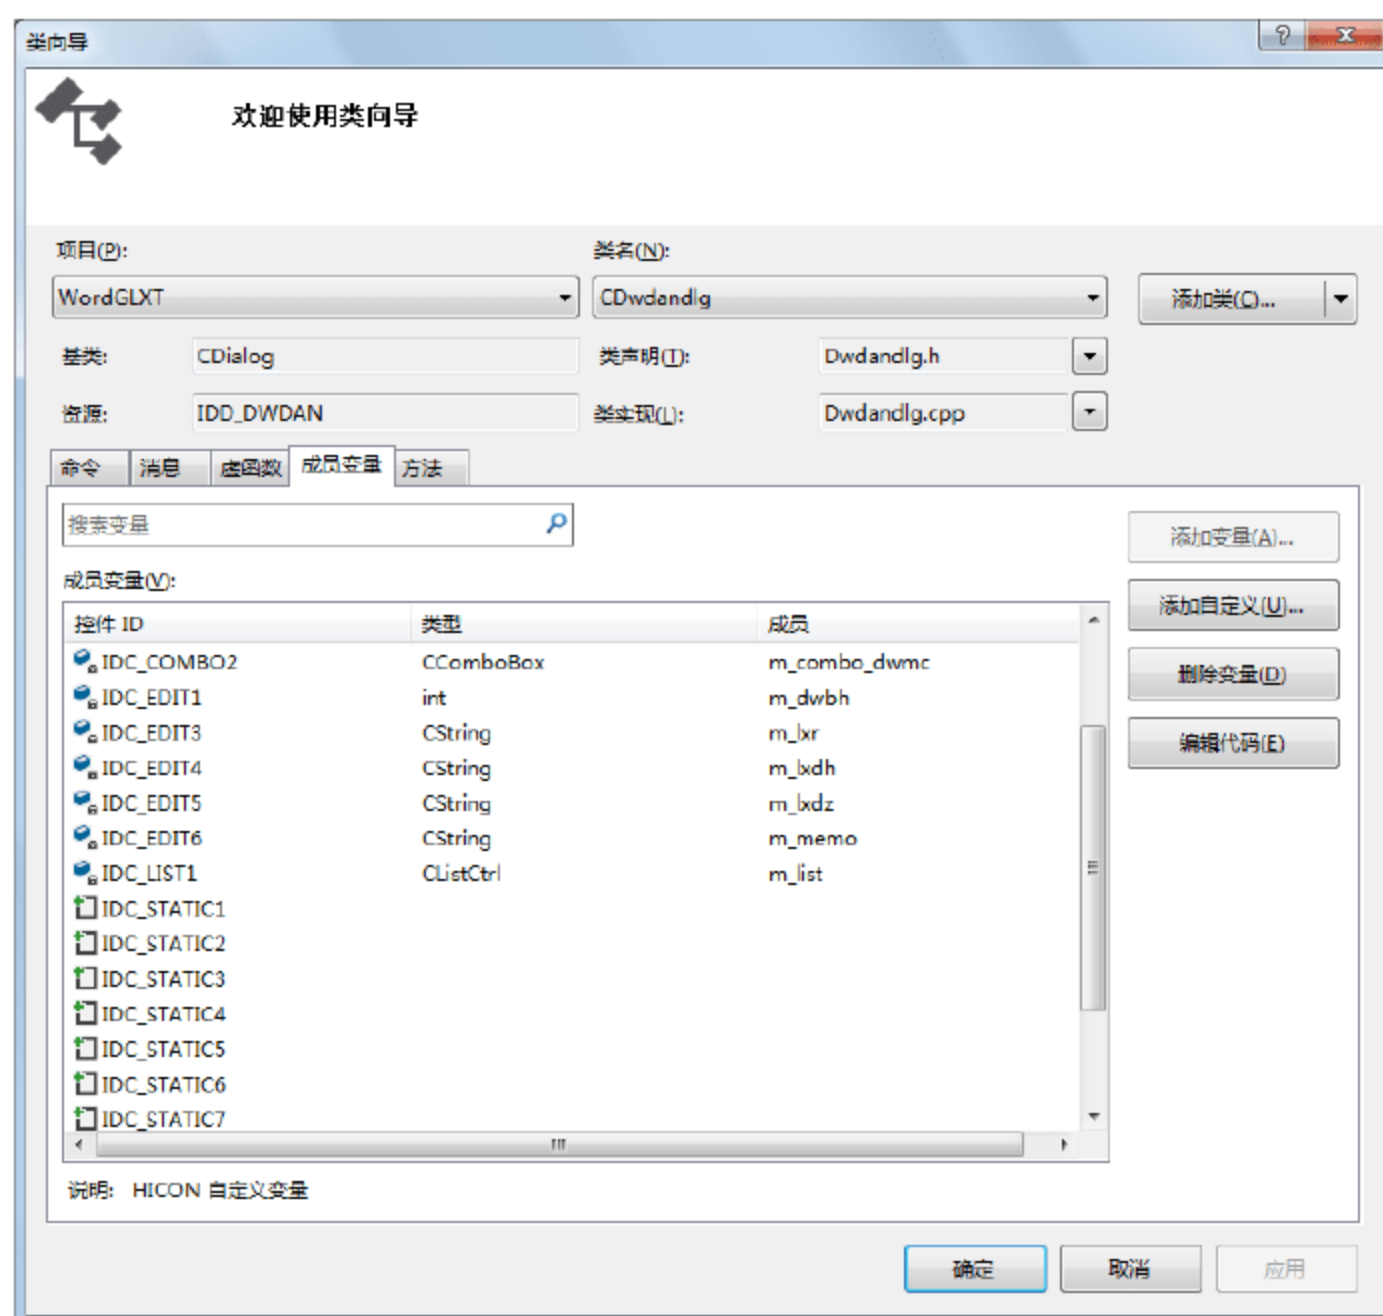 类向导
欢迎使用类向导
项目(P): 类名(N):
WordGLXT CDwdandlg 添加类(C)...
基类: CDialog 类声明(T): Dwdandlg.h
资源: IDD_DWDAN 类实现(L): Dwdandlg.cpp
命令 消息 虚函数 成员变量 方法
搜索变量
添加变量(A)...
成员变量(V):
添加自定义(U)...
控件 ID 类型 成员
IDC_COMBO2 CComboBox m_combo_dwmc
删除变量(D)
IDC_EDIT1 int m_dwbh
IDC_EDIT3 CString m_lxr
编辑代码(E)
IDC_EDIT4 CString m_lxdh
IDC_EDIT5 CString m_lxdz
IDC_EDIT6 CString m_memo
IDC_LIST1 CListCtrl m_list
IDC_STATIC1
IDC_STATIC2
IDC_STATIC3
IDC_STATIC4
IDC_STATIC5
IDC_STATIC6
IDC_STATIC7
说明: HICON 自定义变量
确定 取消 应用